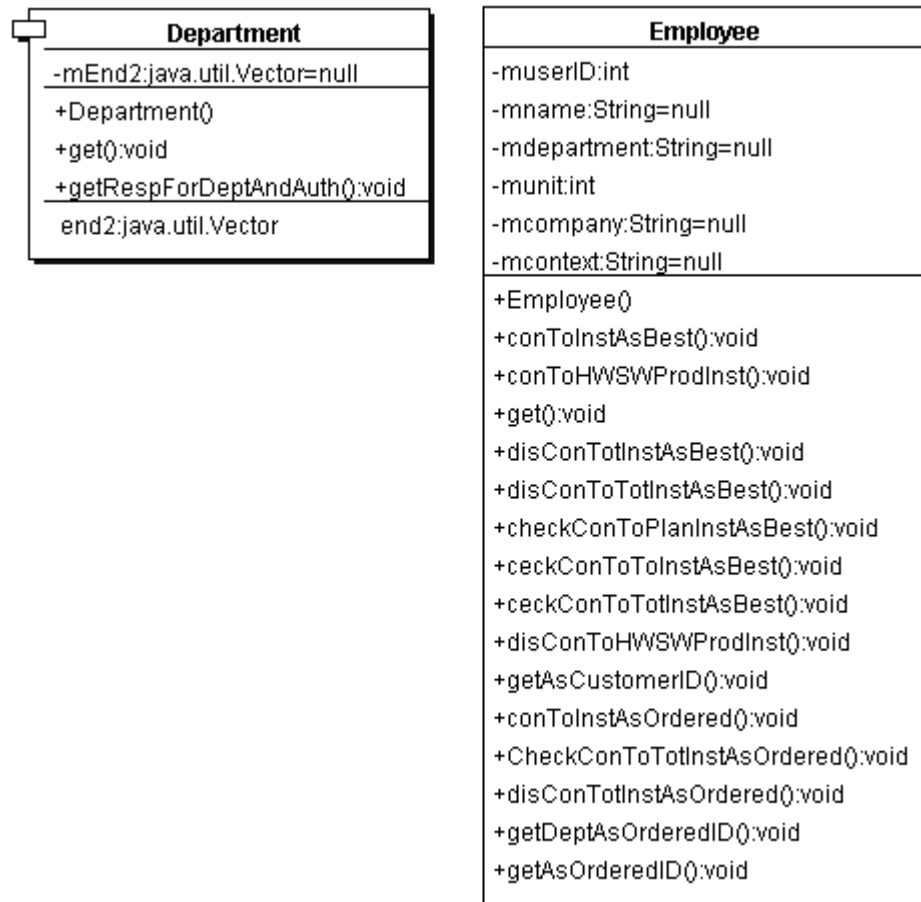 Department
-mEnd2:java.util.Vector=null
+Department()
+get():void
+getRespForDeptAndAuth():void
end2:java.util.Vector
Employee
-muserID:int
-mname:String=null
-mdepartment:String=null
-munit:int
-mcompany:String=null
-mcontext:String=null
+Employee()
+conToInstAsBest():void
+conToHWSWProdInst():void
+get():void
+disConTotInstAsBest():void
+disConToTotInstAsBest():void
+checkConToPlanInstAsBest():void
+ceckConToToInstAsBest():void
+ceckConToTotInstAsBest():void
+disConToHWSWProdInst():void
+getAsCustomerID():void
+conToInstAsOrdered():void
+CheckConToTotInstAsOrdered():void
+disConTotInstAsOrdered():void
+getDeptAsOrderedID():void
+getAsOrderedID():void